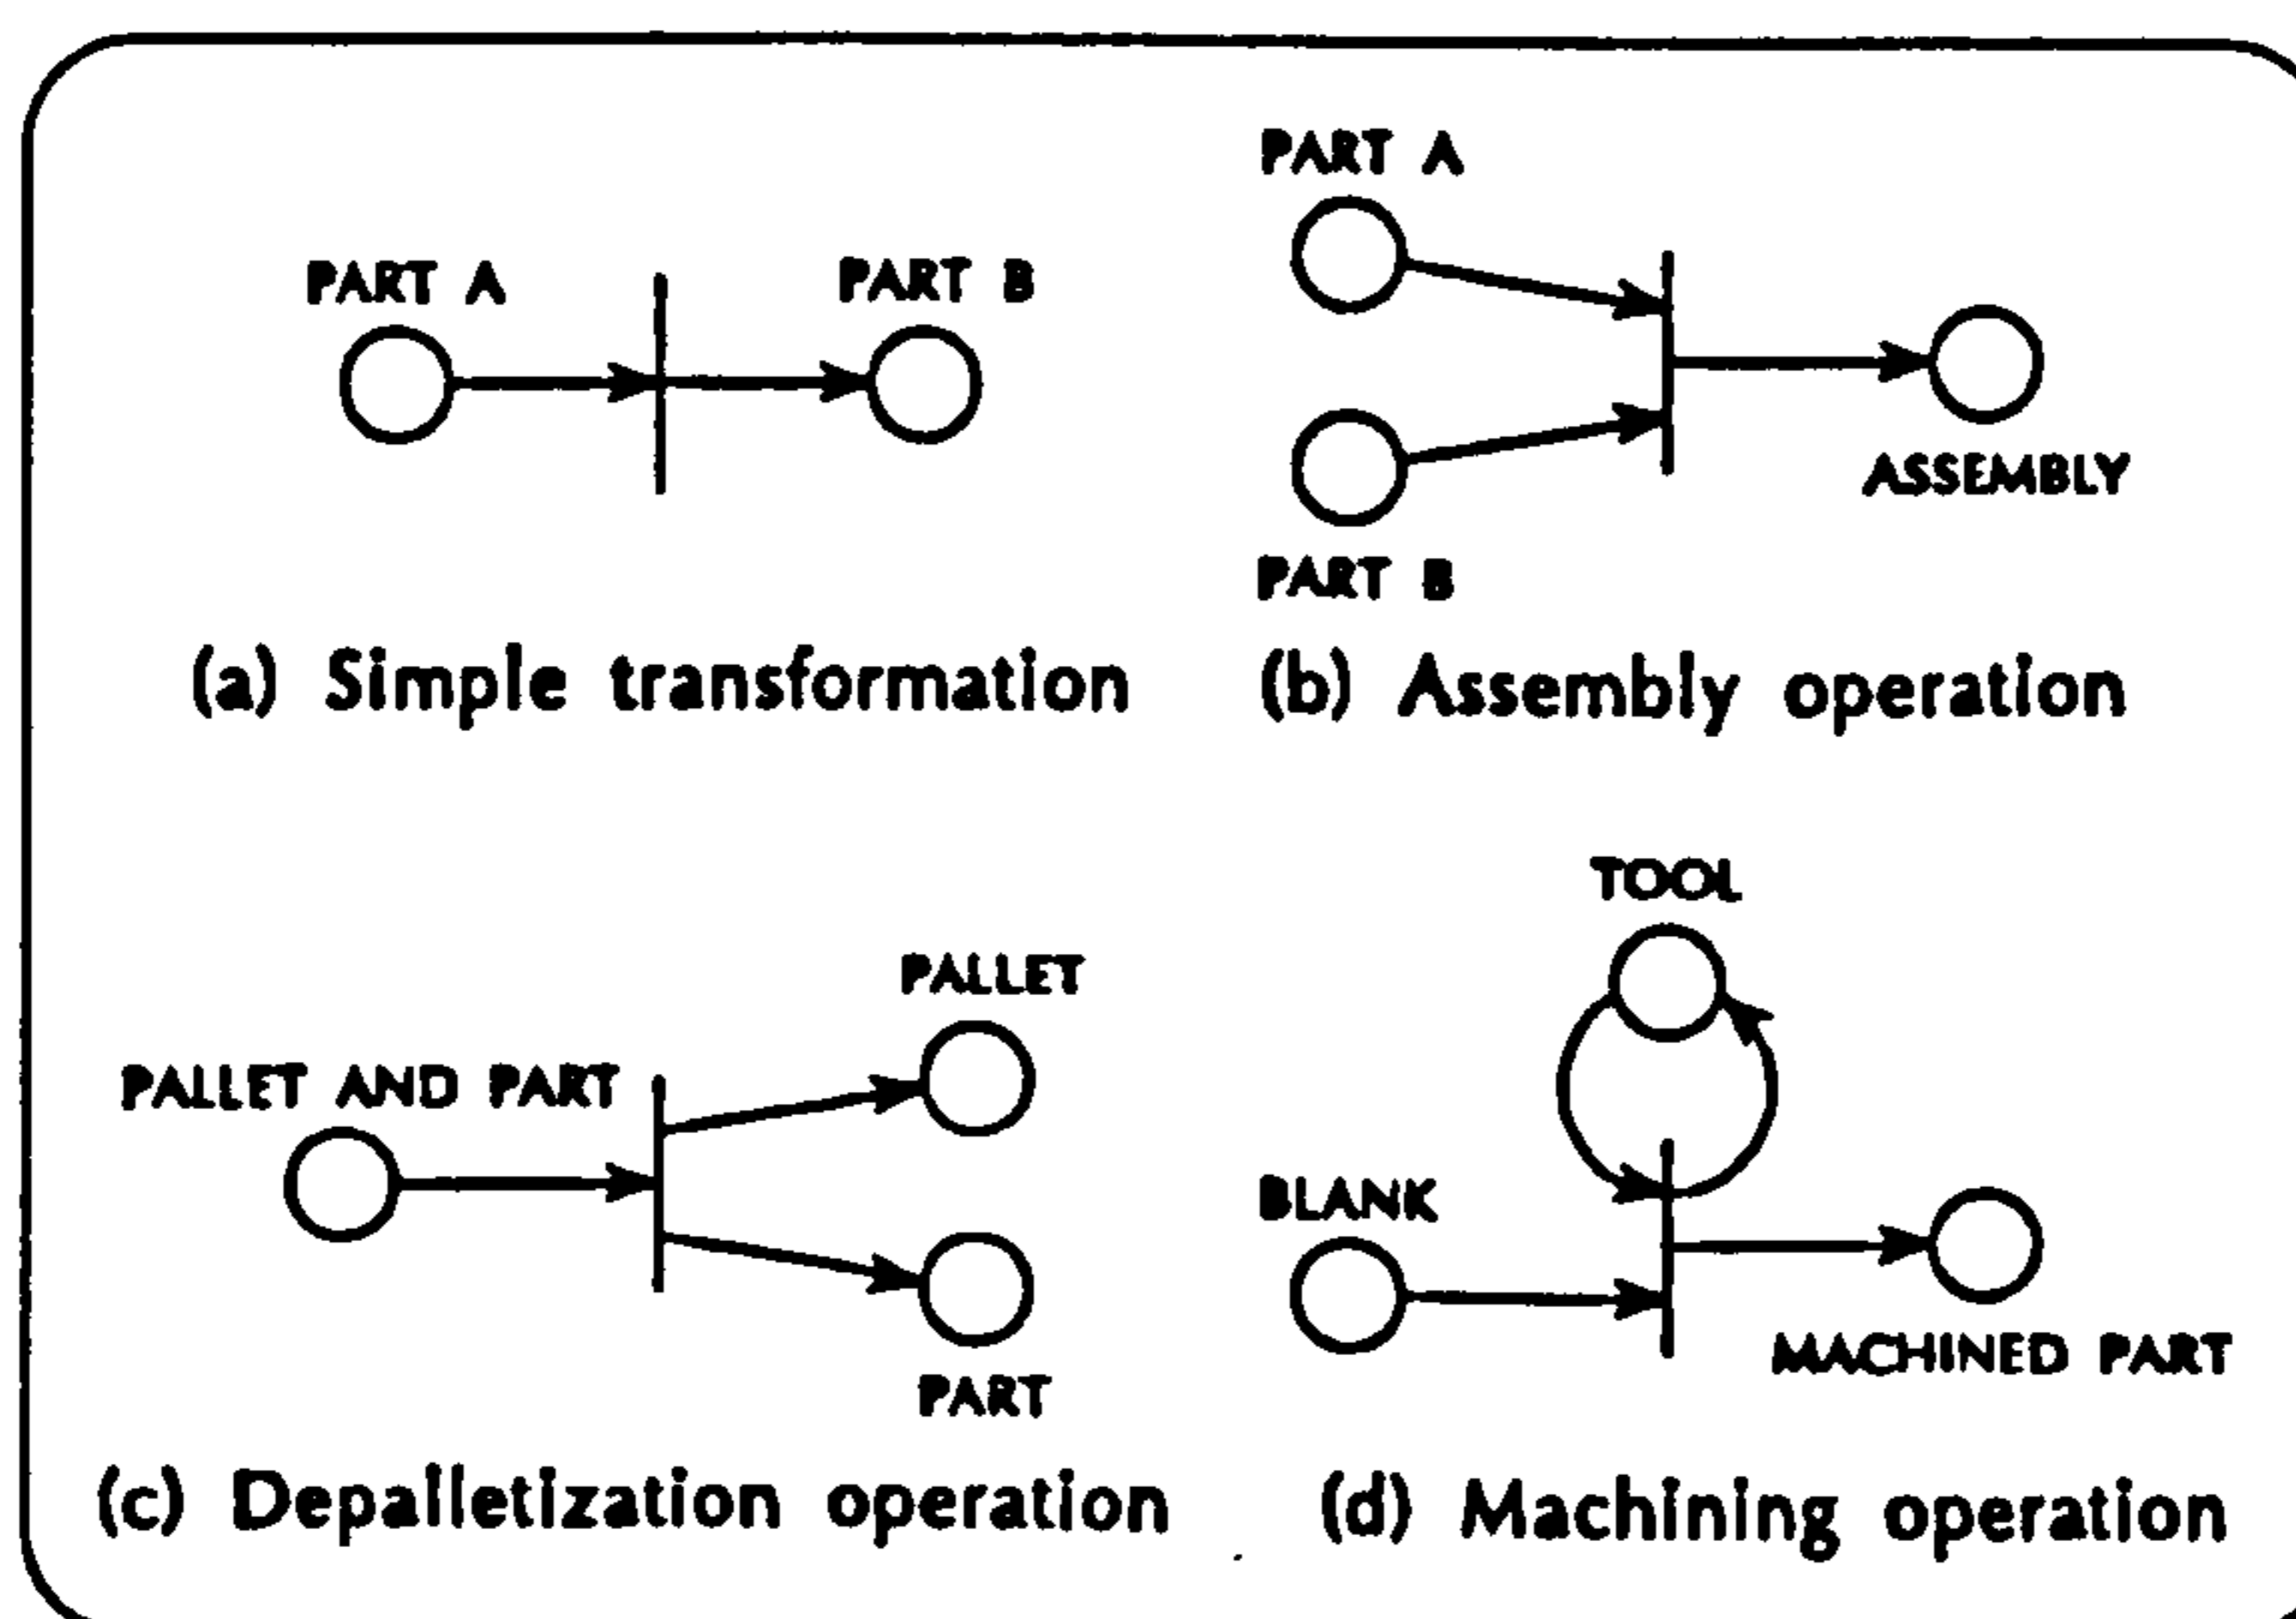 PART A
PART B
(a) Simple transformation
PART A
PART B
ASSEMBLY
(b) Assembly operation
PALLET AND PART
PALLET
PART
(c) Depalletization operation
TOOL
BLANK
MACHINED PART
(d) Machining operation